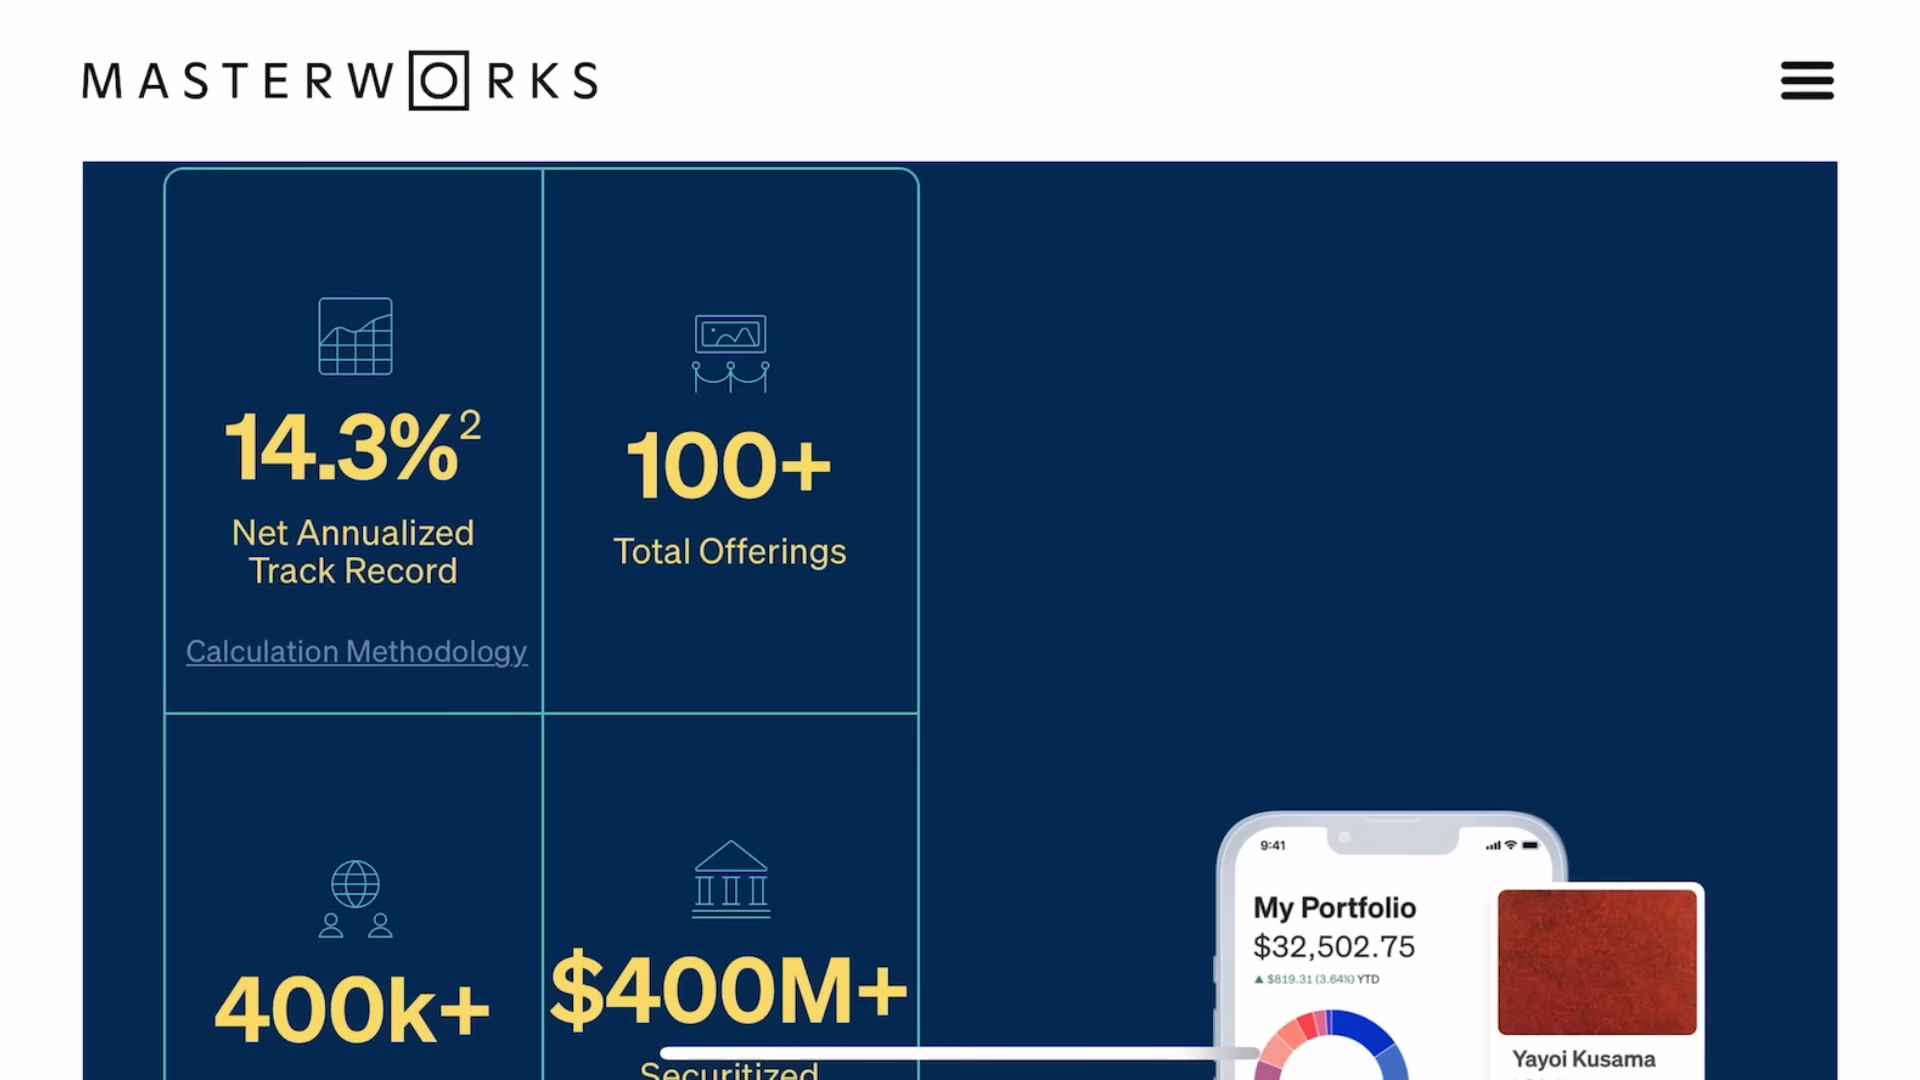 MASTERWORKS
14.3%2
Net Annualized
Track Record
Calculation Methodology
100+
Total Offerings
400k+
$400M+
Securitized
9:41
My Portfolio
$32,502.75
▲ $819.31 (3.64%) YTD
Yayoi Kusama